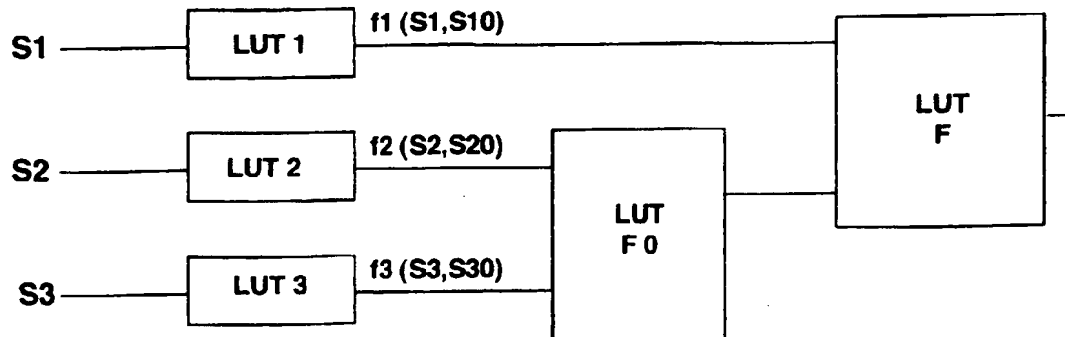 S1
LUT 1
f1 (S1,S10)
LUT
F
S2
LUT 2
f2 (S2,S20)
LUT
F 0
S3
LUT 3
f3 (S3,S30)